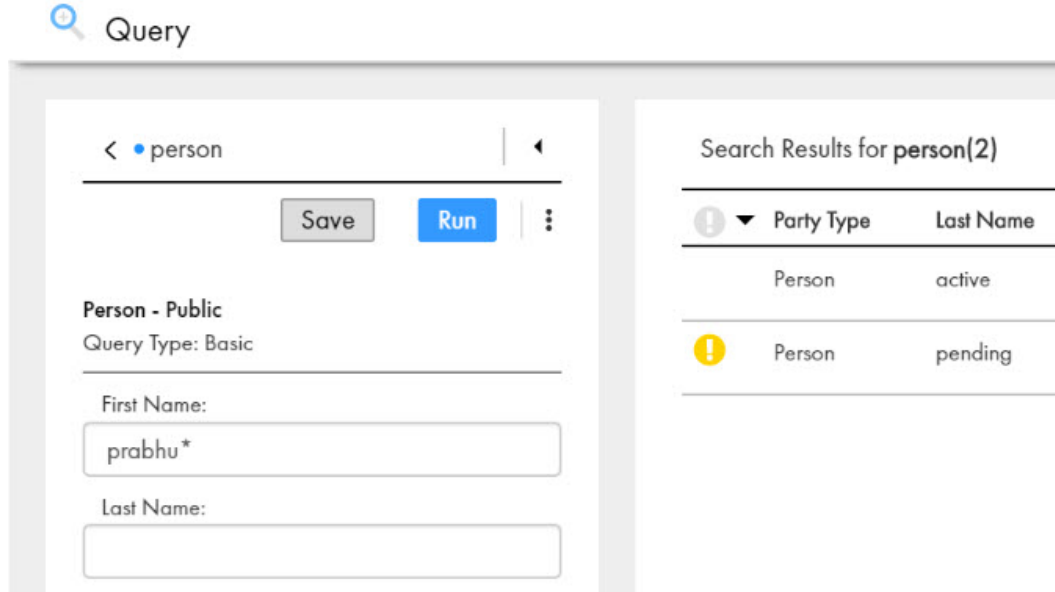 Query
person
Save Run
Person - Public
Query Type: Basic
First Name:
prabhu*
Last Name:
Search Results for person(2)
Party Type Last Name
Person active
Person pending